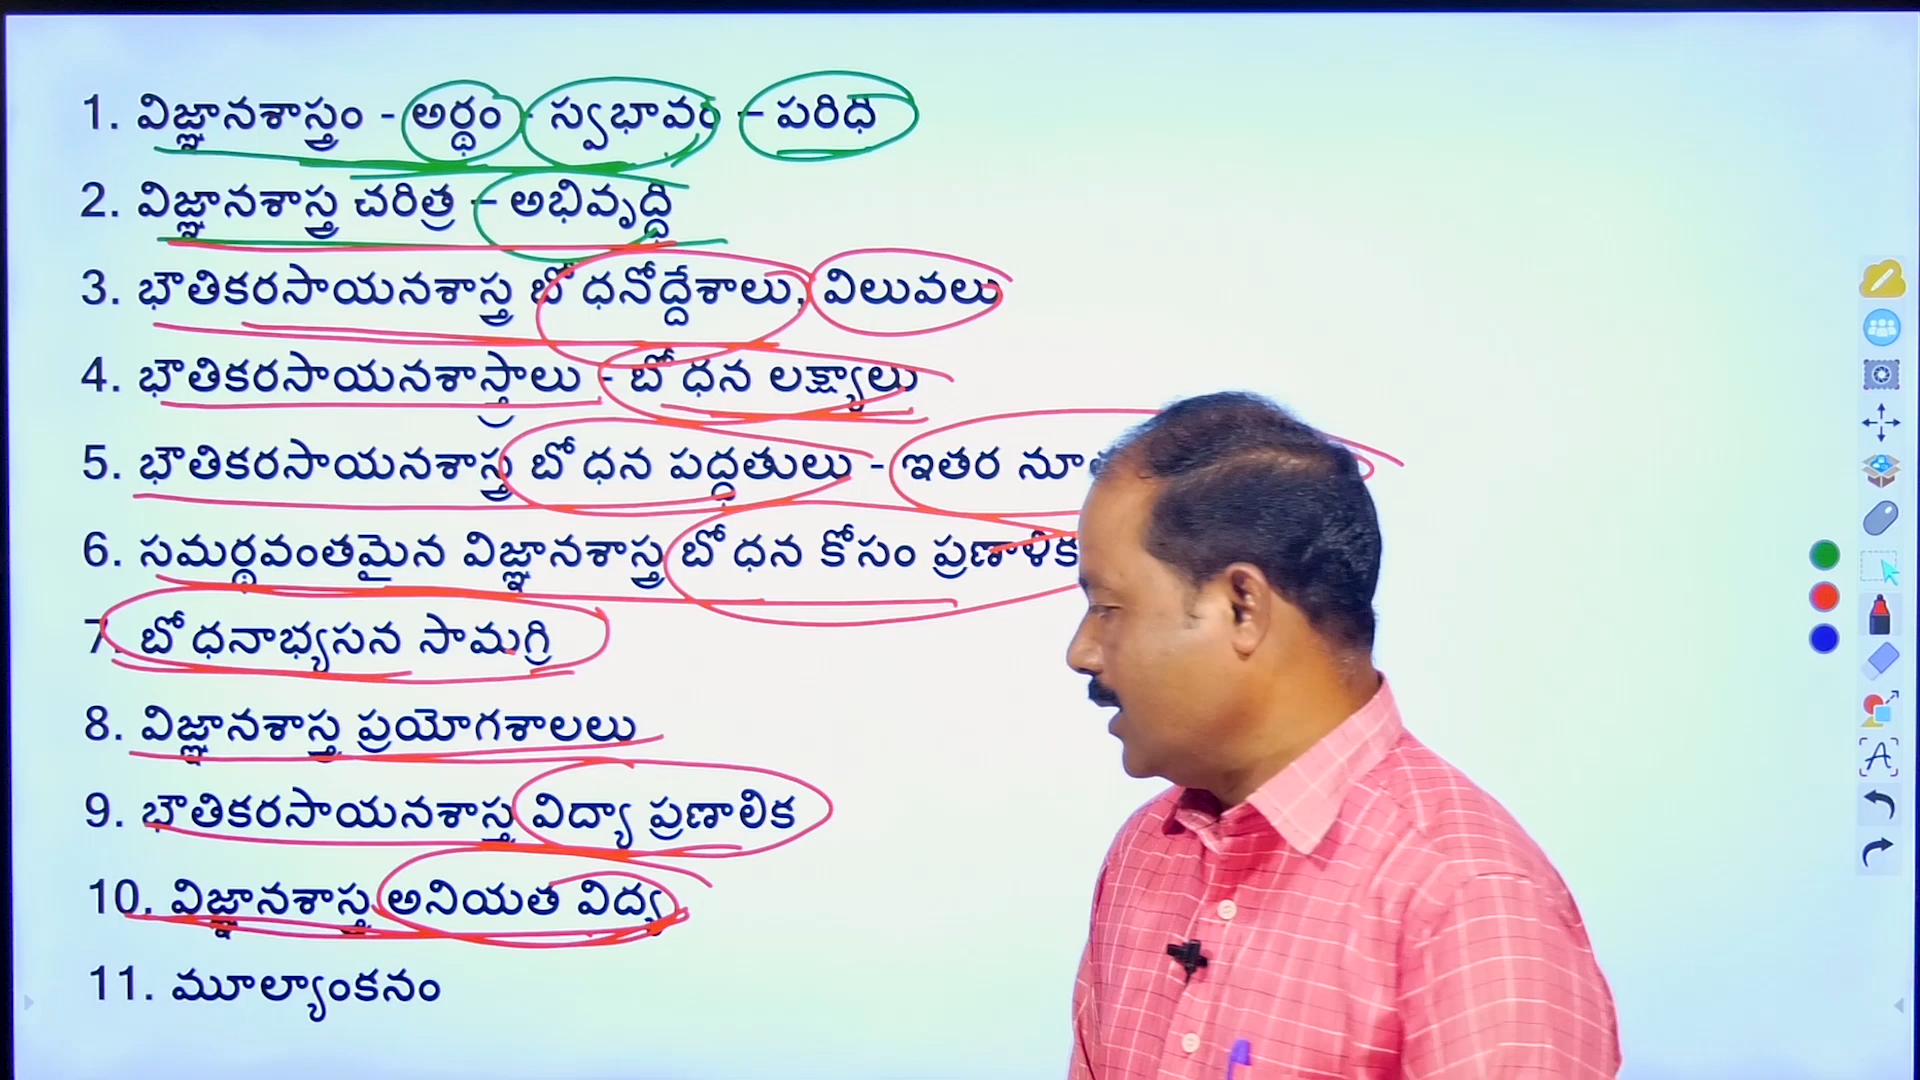 1. విజ్ఞానశాస్త్రం - అర్థం - స్వభావం – పరిధి
2. విజ్ఞానశాస్త్ర చరిత్ర – అభివృద్ధి
3. భౌతికరసాయనశాస్త్ర బోధనోద్దేశాలు, విలువలు
4. భౌతికరసాయనశాస్త్రాలు - బోధన లక్ష్యాలు
5. భౌతికరసాయనశాస్త్ర బోధన పద్ధతులు - ఇతర
6. సమర్థవంతమైన విజ్ఞానశాస్త్ర బోధన కోసం ప్రణాళిక
7. బోధనాభ్యసన సామగ్రి
8. విజ్ఞానశాస్త్ర ప్రయోగశాలలు
9. భౌతికరసాయనశాస్త్ర విద్యా ప్రణాలిక
10. విజ్ఞానశాస్త్ర అనియత విద్య
11. మూల్యాంకనం